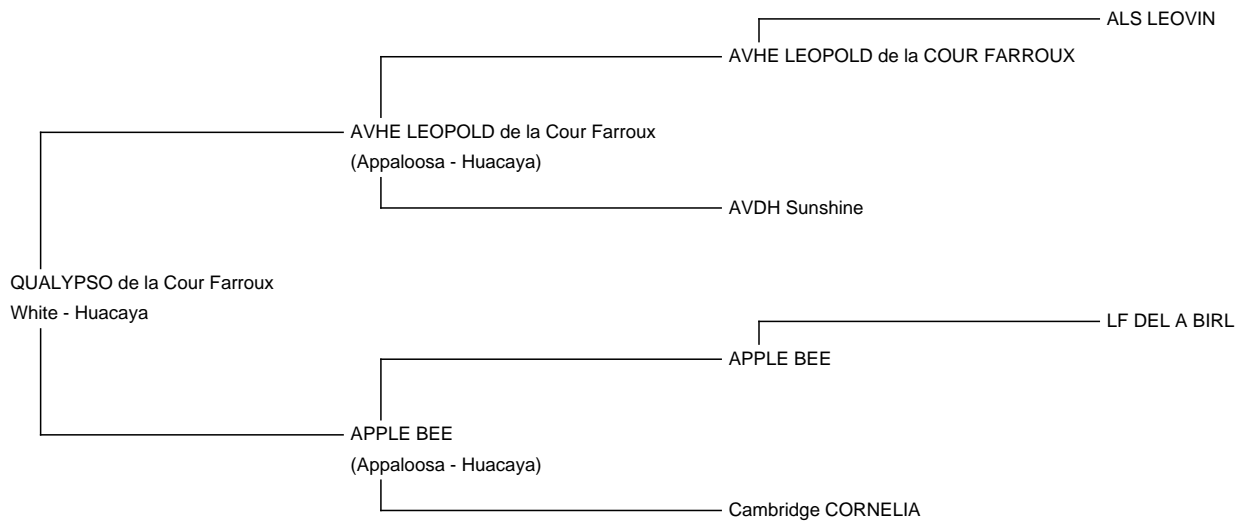 ALS LEOVIN
AVHE LEOPOLD de la COUR FARROUX
AVHE LEOPOLD de la Cour Farroux
(Appaloosa - Huacaya)
AVDH Sunshine
QUALYPSO de la Cour Farroux
White - Huacaya
LF DEL A BIRL
APPLE BEE
APPLE BEE
(Appaloosa - Huacaya)
Cambridge CORNELIA